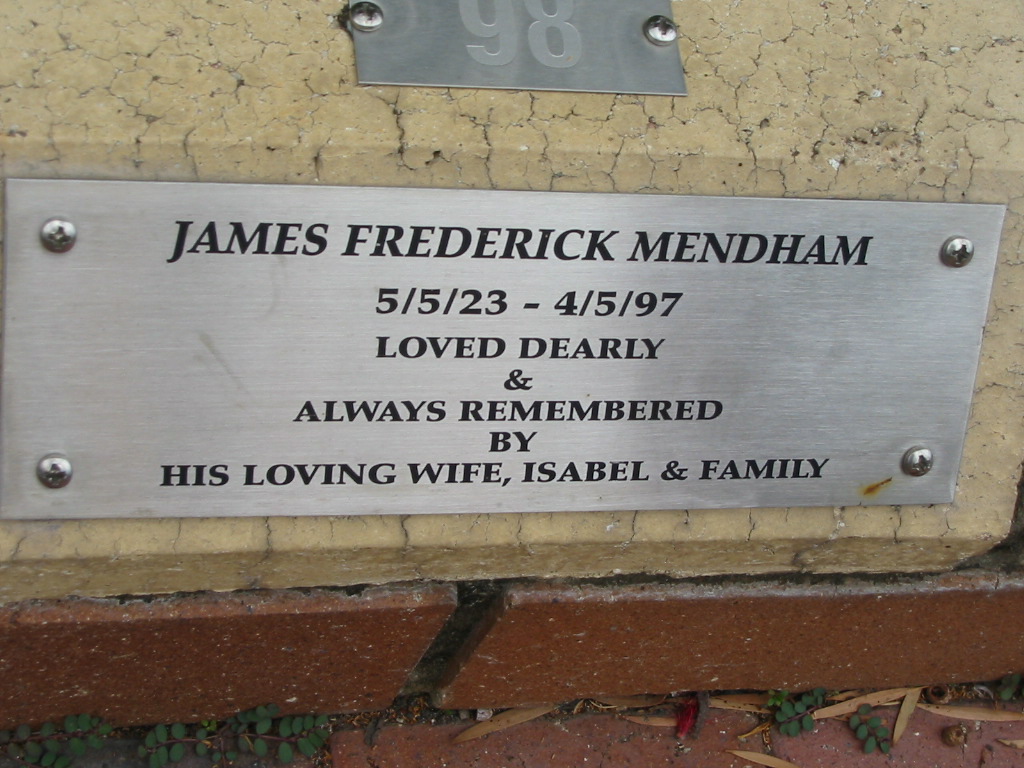 98
JAMES FREDERICK MENDHAM
5/5/23 - 4/5/97
LOVED DEARLY
&
ALWAYS REMEMBERED
BY
HIS LOVING WIFE, ISABEL & FAMILY